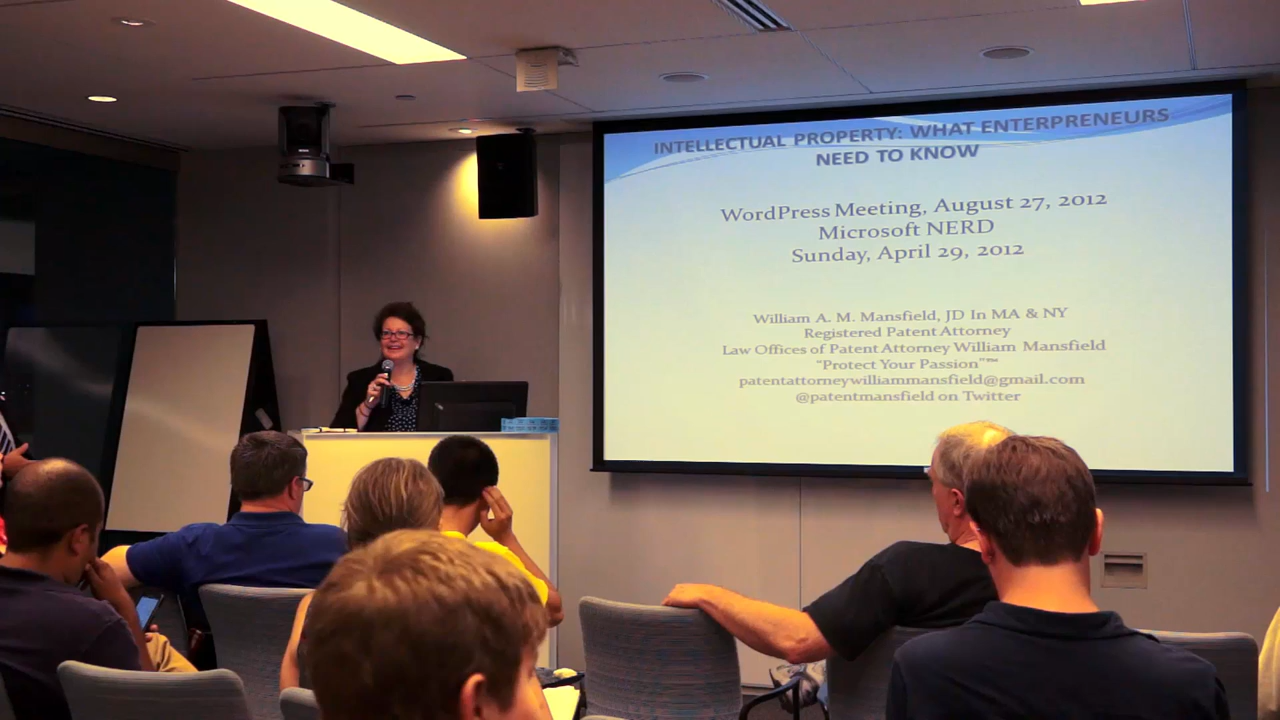 INTELLECTUAL PROPERTY: WHAT ENTERPRENEURS
NEED TO KNOW
WordPress Meeting, August 27, 2012
Microsoft NERD
Sunday, April 29, 2012
William A. M. Mansfield, JD In MA & NY
Registered Patent Attorney
Law Offices of Patent Attorney William Mansfield
"Protect Your Passion"™
patentattorneywilliammansfield@gmail.com
@patentmansfield on Twitter